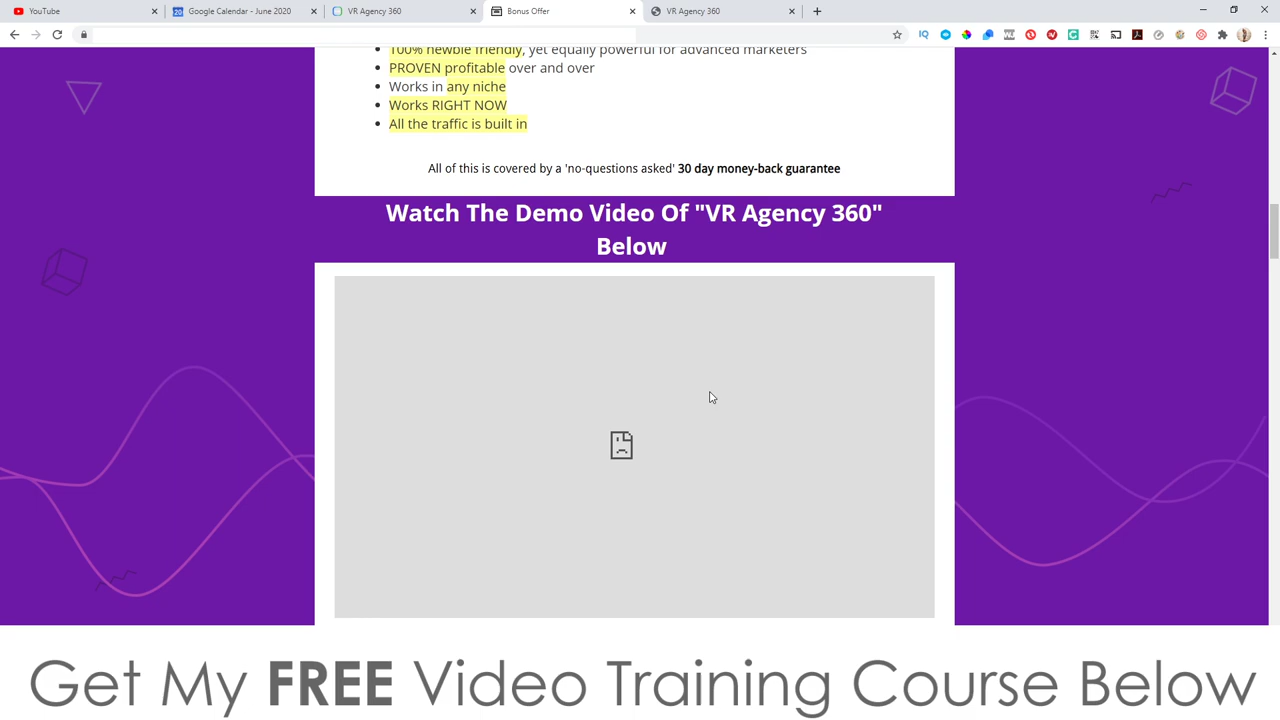 YouTube
Google Calendar - June 2020
VR Agency 360
Bonus Offer
VR Agency 360
100% newbie friendly, yet equally powerful for advanced marketers
PROVEN profitable over and over
Works in any niche
Works RIGHT NOW
All the traffic is built in
All of this is covered by a 'no-questions asked' 30 day money-back guarantee
Watch The Demo Video Of "VR Agency 360"
Below
Get My FREE Video Training Course Below